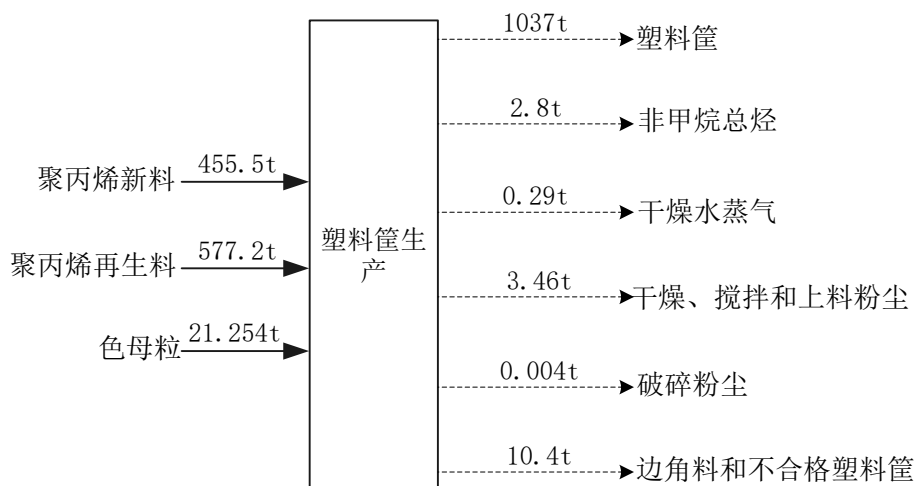 聚丙烯新料
455.5t
聚丙烯再生料
577.2t
色母粒
21.254t
塑料筐生
产
1037t
塑料筐
2.8t
非甲烷总烃
0.29t
干燥水蒸气
3.46t
干燥、搅拌和上料粉尘
0.004t
破碎粉尘
10.4t
边角料和不合格塑料筐